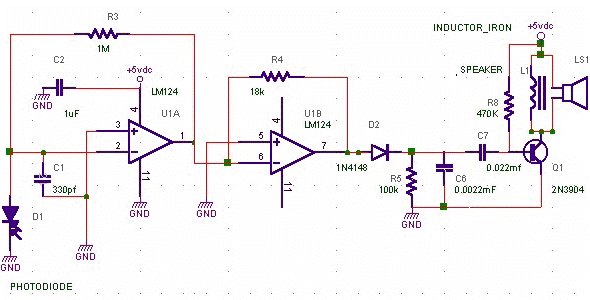 R3
1M
C2
+5vdc
GND
1uF
LM124
U1A
4
3
2
1
11
GND
C1
330pf
D1
GND
GND
PHOTODIODE
R4
18k
4
U1B
LM124
5
6
7
11
GND
D2
1N4148
R5
100k
GND
C6
0.0022mf
C7
0.022mf
INDUCTOR_IRON
+5vdc
SPEAKER
L1
LS1
R8
470K
Q1
2N3904